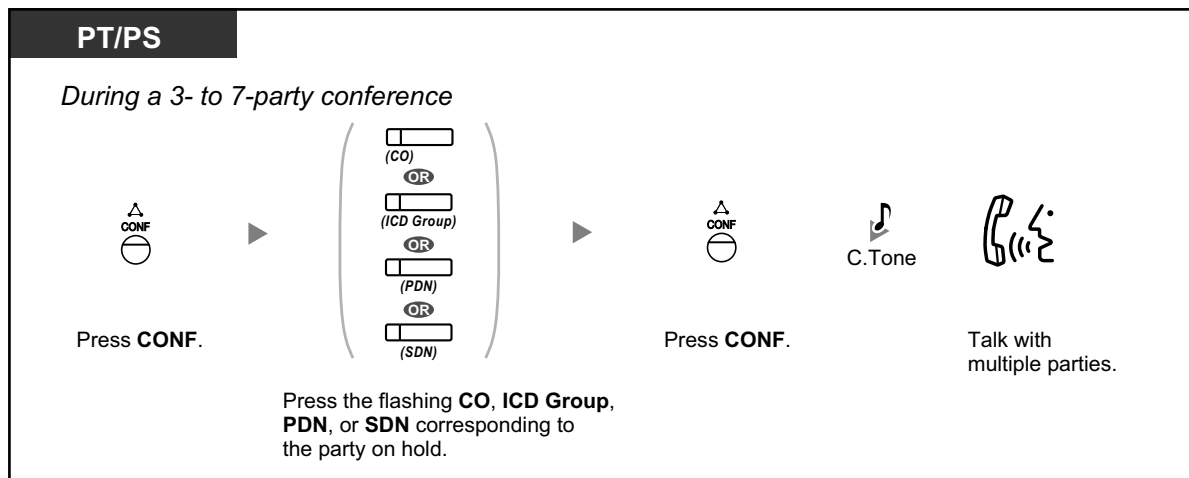 PT/PS
During a 3- to 7-party conference
CONF
Press CONF.
(CO)
OR
(ICD Group)
OR
(PDN)
OR
(SDN)
Press the flashing CO, ICD Group,
PDN, or SDN corresponding to
the party on hold.
CONF
Press CONF.
C.Tone
Talk with
multiple parties.